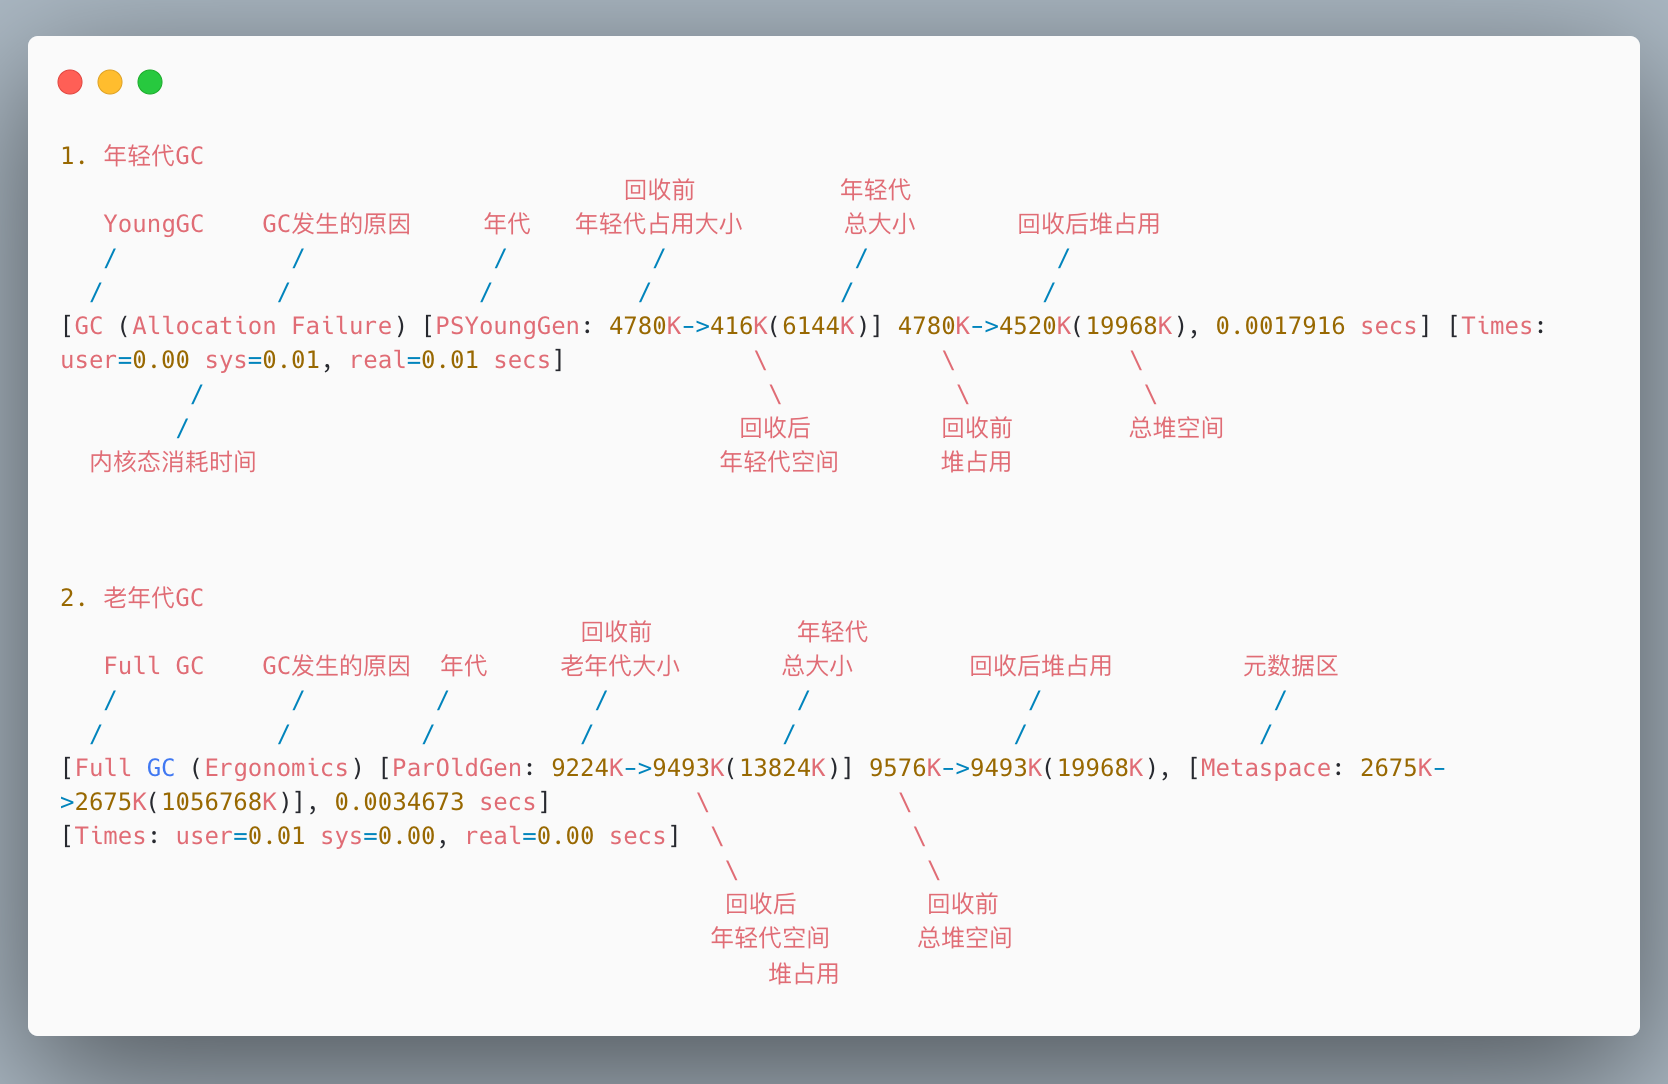 1. 年轻代GC
回收前 年轻代
YoungGC GC发生的原因 年代 年轻代占用大小 总大小 回收后堆占用
/ / / / / /
/ / / / / /
[GC (Allocation Failure) [PSYoungGen: 4780K->416K(6144K)] 4780K->4520K(19968K), 0.0017916 secs] [Times:
user=0.00 sys=0.01, real=0.01 secs] \ \ \
/ \ \ \
/ 回收后 回收前 总堆空间
内核态消耗时间 年轻代空间 堆占用
2. 老年代GC
回收前 年轻代
Full GC GC发生的原因 年代 老年代大小 总大小 回收后堆占用 元数据区
/ / / / / / /
/ / / / / / /
[Full GC (Ergonomics) [ParOldGen: 9224K->9493K(13824K)] 9576K->9493K(19968K), [Metaspace: 2675K-
>2675K(1056768K)], 0.0034673 secs] \ \
[Times: user=0.01 sys=0.00, real=0.00 secs] \ \
\ \
回收后 回收前
年轻代空间 总堆空间
堆占用